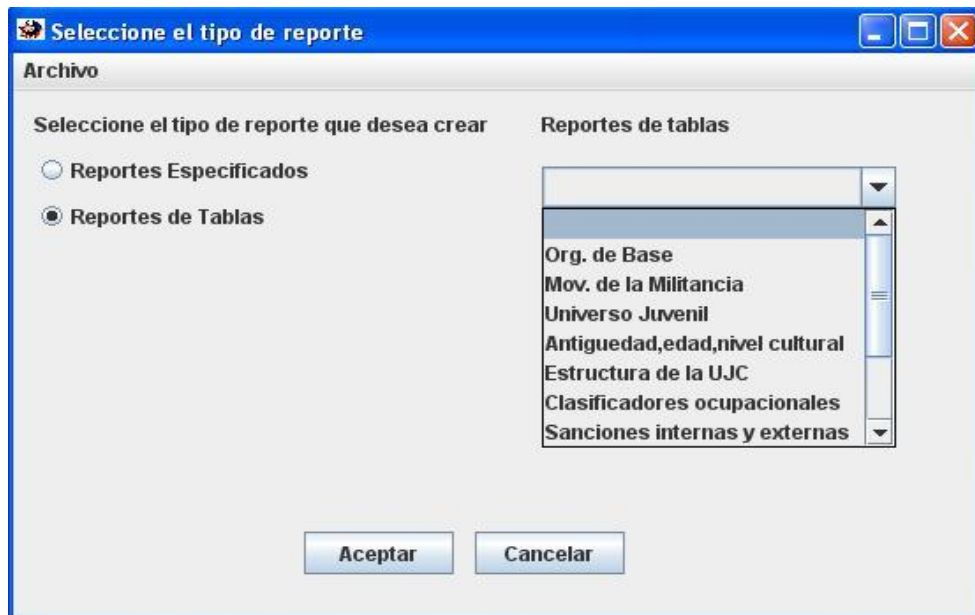 Seleccione el tipo de reporte
Archivo
Seleccione el tipo de reporte que desea crear
Reportes Especificados
Reportes de Tablas
Reportes de tablas
Org. de Base
Mov. de la Militancia
Universo Juvenil
Antiguedad,edad,nivel cultural
Estructura de la UJC
Clasificadores ocupacionales
Sanciones internas y externas
Aceptar Cancelar